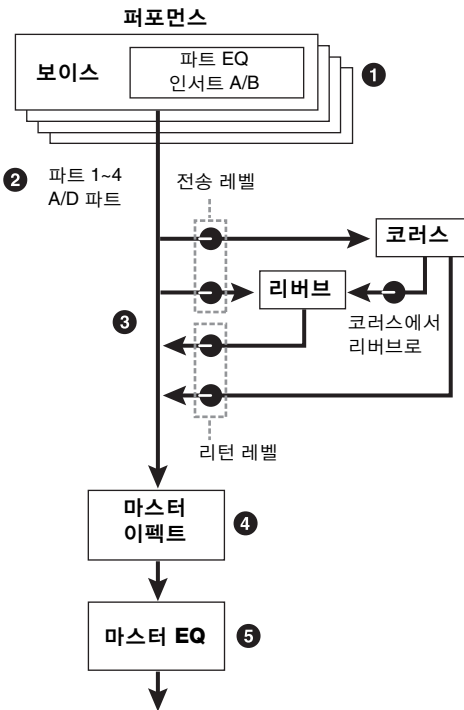 퍼포먼스
보이스
파트 EQ
인서트 A/B
1
2
파트 1~4
A/D 파트
전송 레벨
코러스
리버브
3
코러스에서
리버브로
리턴 레벨
마스터
이펙트
4
마스터 EQ
5